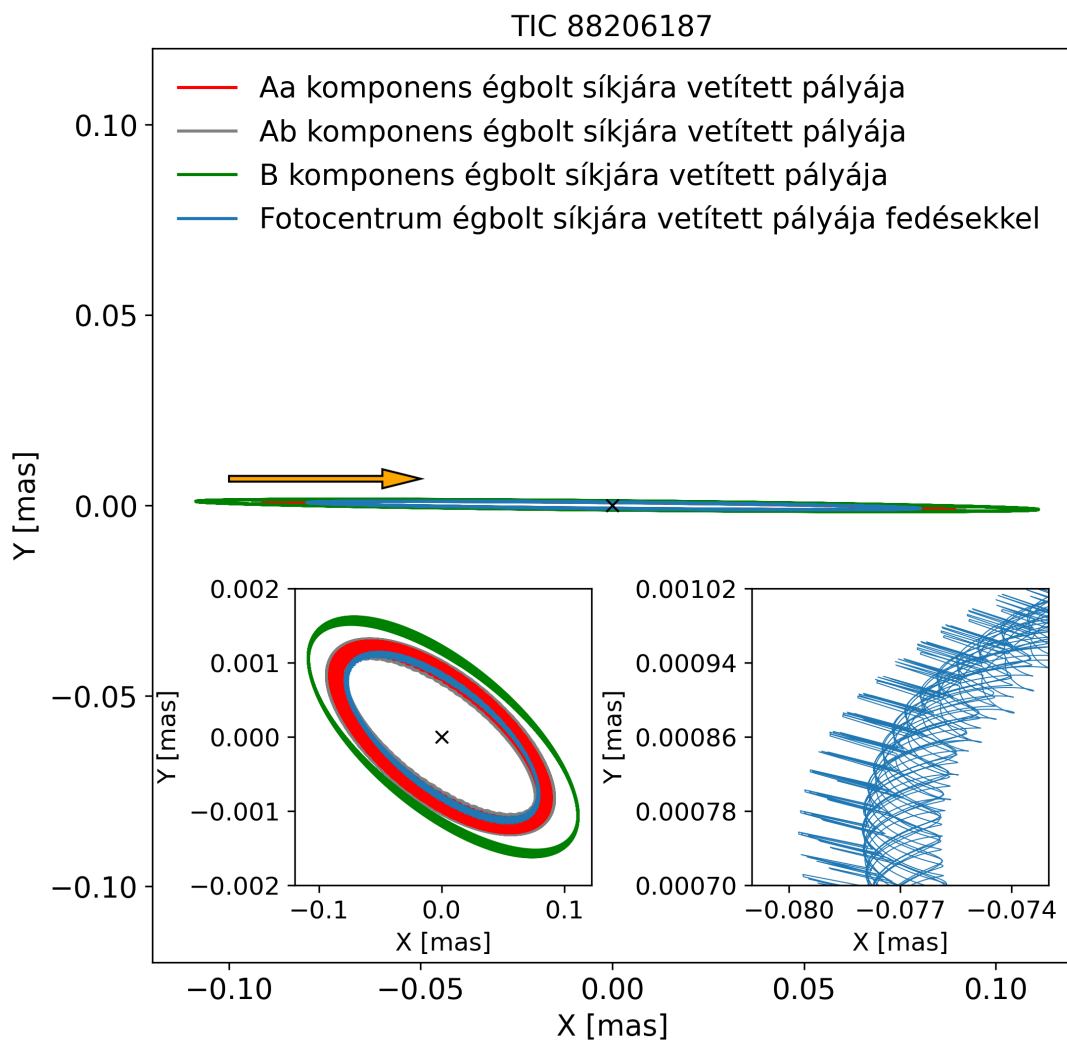 TIC 88206187
Aa komponens égbolt síkjára vetített pályája
Ab komponens égbolt síkjára vetített pályája
B komponens égbolt síkjára vetített pályája
Fotocentrum égbolt síkjára vetített pályája fedésekkel
0.10
0.05
0.00
−0.05
−0.10
Y [mas]
0.002
0.001
0.000
−0.001
−0.002
Y [mas]
−0.1 0.0 0.1
X [mas]
0.00102
0.00094
0.00086
0.00078
0.00070
Y [mas]
−0.080 −0.077 −0.074
X [mas]
−0.10 −0.05 0.00 0.05 0.10
X [mas]